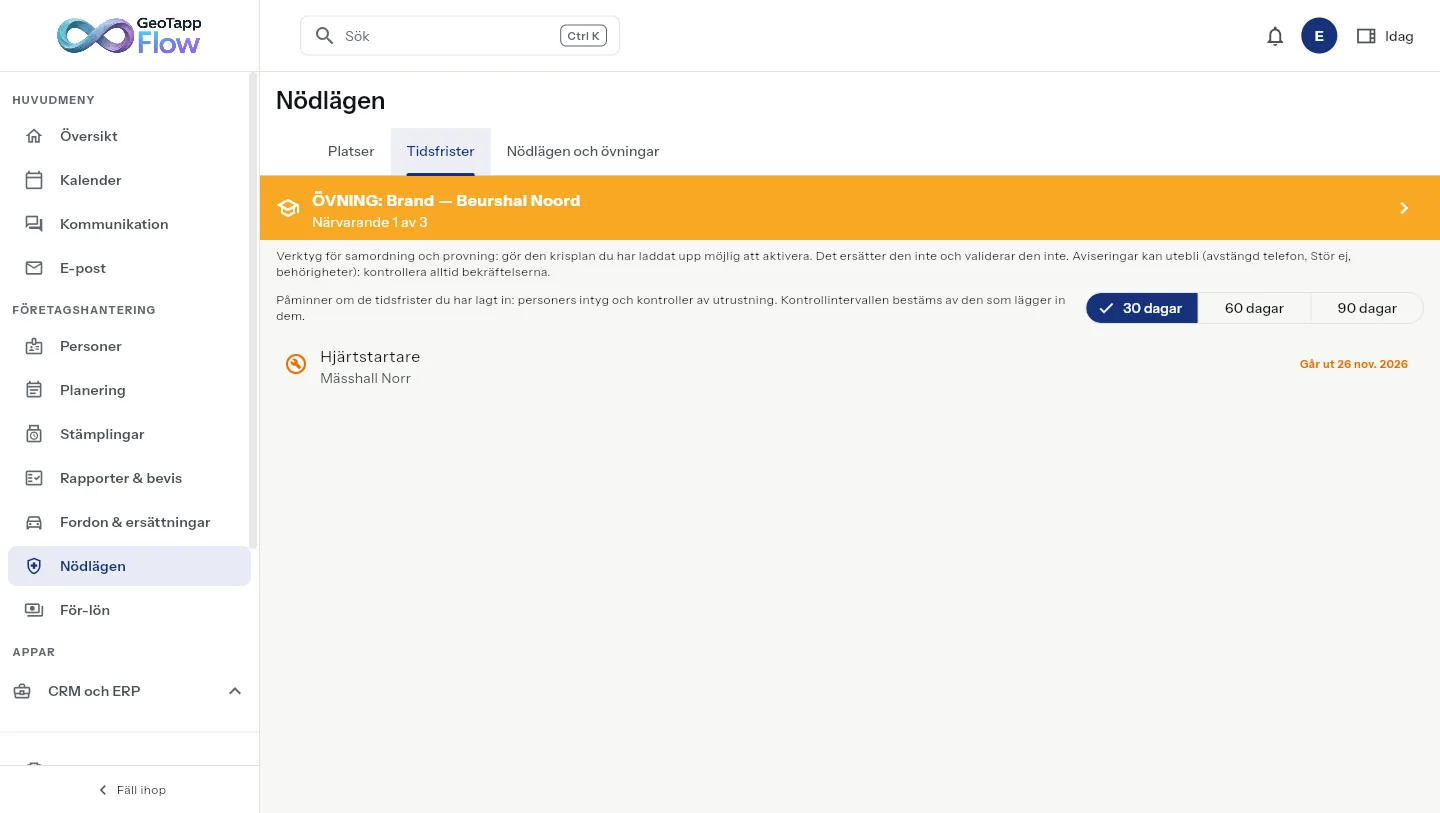 GeoTapp
Flow
Sök
Ctrl K
E
Idag
HUVUDMENY
Översikt
Kalender
Kommunikation
E-post
FÖRETAGSHANTERING
Personer
Planering
Stämplingar
Rapporter & bevis
Fordon & ersättningar
Nödlägen
För-lön
APPAR
CRM och ERP
Fäll ihop
Nödlägen
Platser
Tidsfrister
Nödlägen och övningar
ÖVNING: Brand — Beurshal Noord
Närvarande 1 av 3
Verktyg för samordning och provning: gör den krisplan du har laddat upp möjlig att aktivera. Det ersätter den inte och validerar den inte. Aviseringar kan utebli (avstängd telefon, Stör ej,
behörigheter): kontrollera alltid bekräftelserna.
Påminner om de tidsfrister du har lagt in: personers intyg och kontroller av utrustning. Kontrollintervallen bestäms av den som lägger in
dem.
30 dagar
60 dagar
90 dagar
Hjärtstartare
Mässhall Norr
Går ut 26 nov. 2026